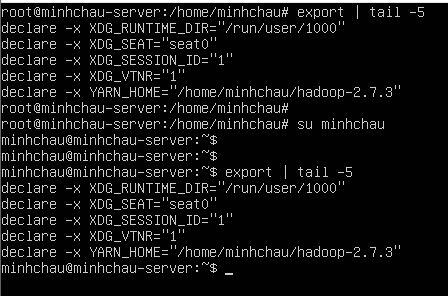 root@minhchau-server:/home/minhchau# export | tail -5
declare -x XDG_RUNTIME_DIR="/run/user/1000"
declare -x XDG_SEAT="seat0"
declare -x XDG_SESSION_ID="1"
declare -x XDG_VTNR="1"
declare -x YARN_HOME="/home/minhchau/hadoop-2.7.3"
root@minhchau-server:/home/minhchau#
root@minhchau-server:/home/minhchau# su minhchau
minhchau@minhchau-server:~$
minhchau@minhchau-server:~$
minhchau@minhchau-server:~$ export | tail -5
declare -x XDG_RUNTIME_DIR="/run/user/1000"
declare -x XDG_SEAT="seat0"
declare -x XDG_SESSION_ID="1"
declare -x XDG_VTNR="1"
declare -x YARN_HOME="/home/minhchau/hadoop-2.7.3"
minhchau@minhchau-server:~$ _